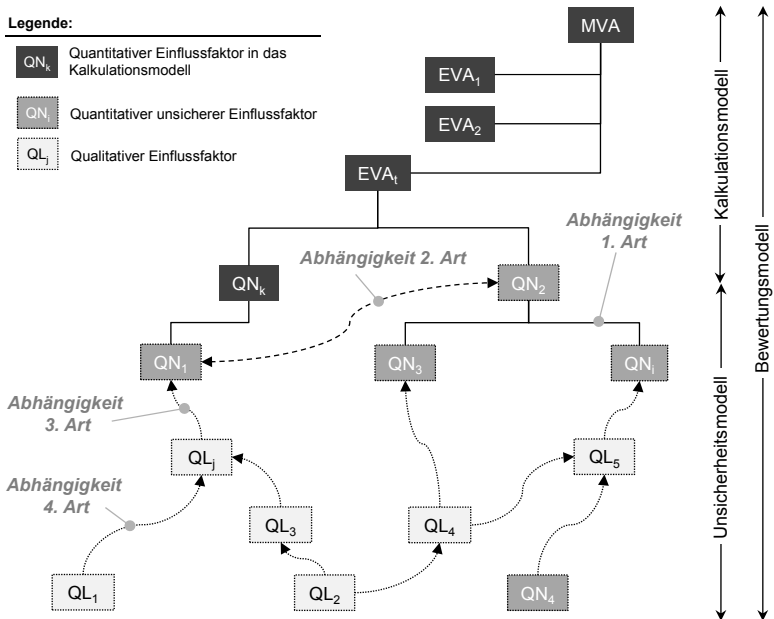 Legende:
QNk
Quantitativer Einflussfaktor in das
Kalkulationsmodell
QNi
Quantitativer unsicherer Einflussfaktor
QLj
Qualitativer Einflussfaktor
MVA
EVA1
EVA2
EVAt
Abhängigkeit
1. Art
Abhängigkeit 2. Art
QNk
QN2
QN1
QN3
QNi
Abhängigkeit
3. Art
QLj
QL5
Abhängigkeit
4. Art
QL3
QL4
QL1
QL2
QN4
Kalkulationsmodell
Unsicherheitsmodell
Bewertungsmodell